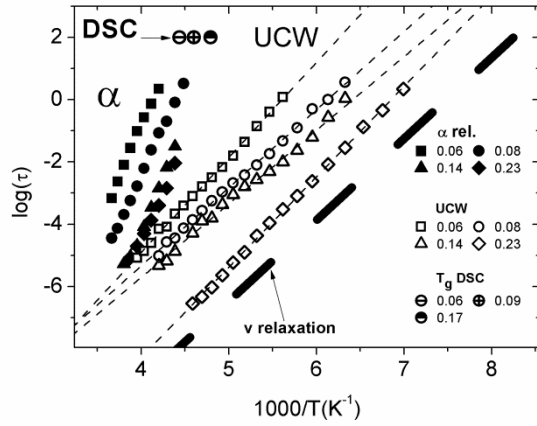 DSC
UCW
α
2
0
-2
-4
-6
log(τ)
α rel.
0.06 0.08
0.14 0.23
UCW
0.06 0.08
0.14 0.23
Tg DSC
0.06 0.09
0.17
ν relaxation
4 5 6 7 8
1000/T(K⁻¹)